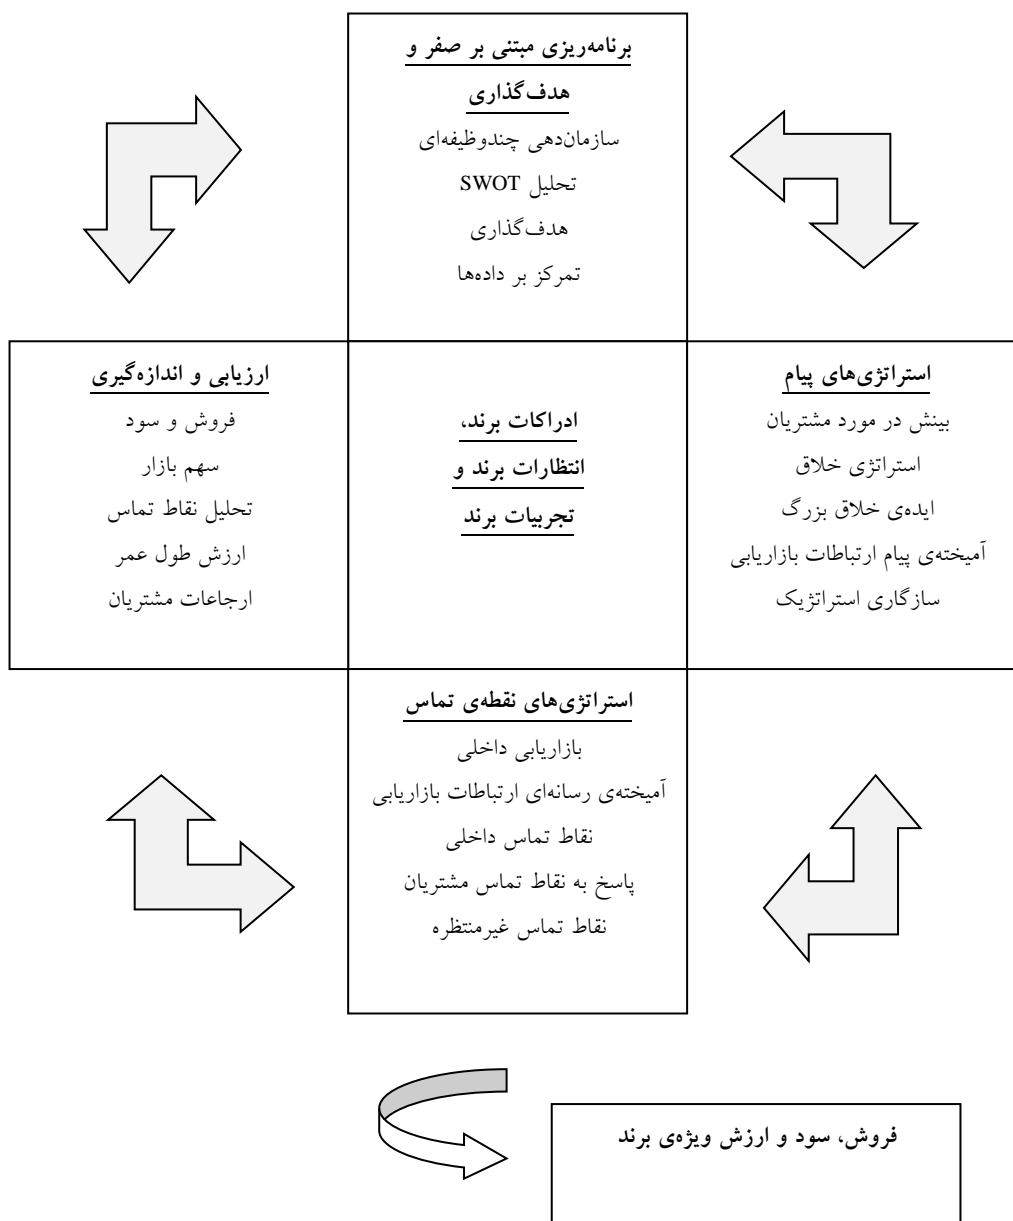 برنامه‌ریزی مبتنی بر صفر و
هدف‌گذاری
سازمان‌دهی چندوظیفه‌ای
تحلیل SWOT
هدف‌گذاری
تمرکز بر داده‌ها
استراتژی‌های پیام
بینش در مورد مشتریان
استراتژی خلاق
ایده‌ی خلاق بزرگ
آمیخته‌ی پیام ارتباطات بازاریابی
سازگاری استراتژیک
ادراکات برند،
انتظارات برند و
تجربیات برند
ارزیابی و اندازه‌گیری
فروش و سود
سهم بازار
تحلیل نقاط تماس
ارزش طول عمر
ارجاعات مشتریان
استراتژی‌های نقطه‌ی تماس
بازاریابی داخلی
آمیخته‌ی رسانه‌ای ارتباطات بازاریابی
نقاط تماس داخلی
پاسخ به نقاط تماس مشتریان
نقاط تماس غیرمنتظره
فروش، سود و ارزش ویژه‌ی برند